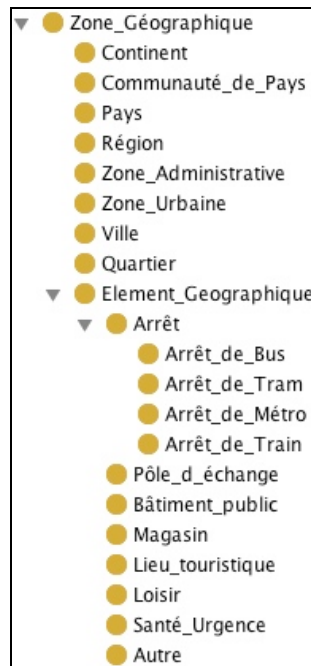 Zone_Géographique
Continent
Communauté_de_Pays
Pays
Région
Zone_Administrative
Zone_Urbaine
Ville
Quartier
Element_Geographique
Arrêt
Arrêt_de_Bus
Arrêt_de_Tram
Arrêt_de_Métro
Arrêt_de_Train
Pôle_d_échange
Bâtiment_public
Magasin
Lieu_touristique
Loisir
Santé_Urgence
Autre